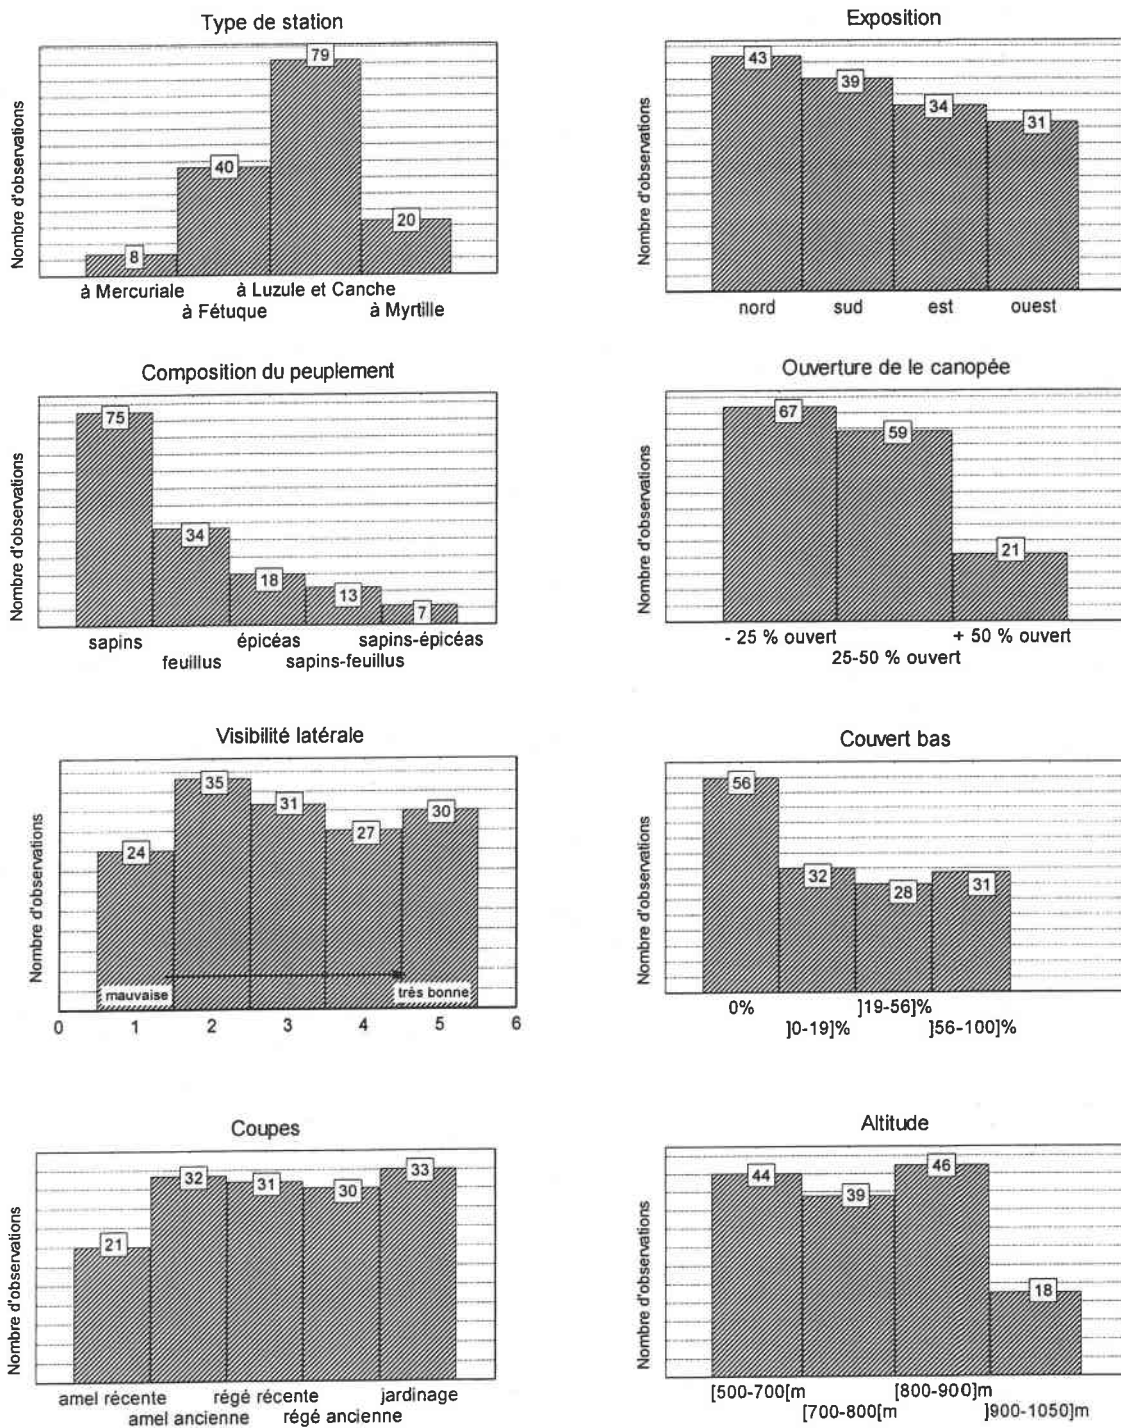 Type de station
Nombre d'observations
8
40
79
20
à Mercuriale
à Fétuque
à Luzule et Canche
à Myrtille
Exposition
Nombre d'observations
43
39
34
31
nord
sud
est
ouest
Composition du peuplement
Nombre d'observations
75
34
18
13
7
sapins
feuillus
épicéas
sapins-feuillus
sapins-épicéas
Ouverture de le canopée
Nombre d'observations
67
59
21
- 25 % ouvert
25-50 % ouvert
+ 50 % ouvert
Visibilité latérale
Nombre d'observations
24
35
31
27
30
mauvaise
très bonne
0 1 2 3 4 5 6
Couvert bas
Nombre d'observations
56
32
28
31
0%
]0-19]%
]19-56]%
]56-100]%
Coupes
Nombre d'observations
21
32
31
30
33
amel récente
amel ancienne
régé récente
régé ancienne
jardinage
Altitude
Nombre d'observations
44
39
46
18
[500-700[m
[700-800[m
[800-900]m
]900-1050]m